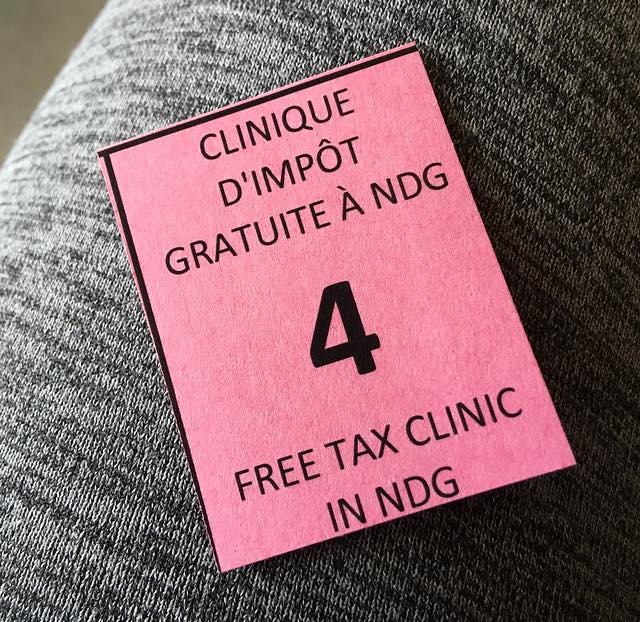 CLINIQUE
D'IMPÔT
GRATUITE À NDG
4
FREE TAX CLINIC
IN NDG